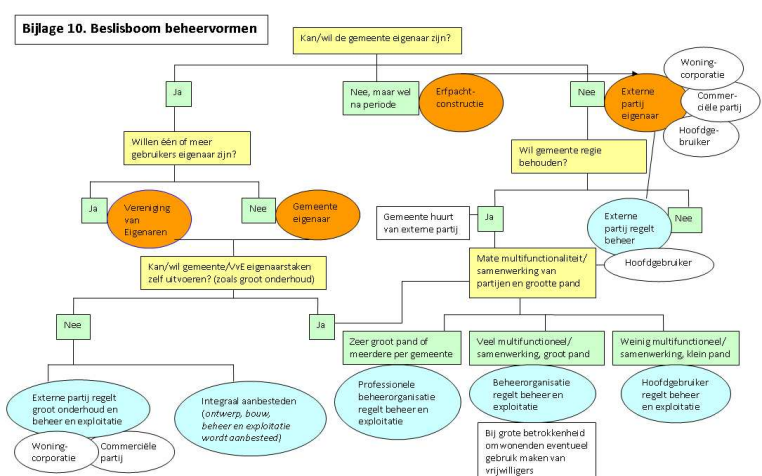 Bijlage 10. Beslisboom beheervormen
Kan/wil de gemeente eigenaar zijn?
Ja
Nee, maar wel
na periode
Erfpacht-
constructie
Nee
Externe
partij
eigenaar
Woning-
corporatie
Commer-
ciële partij
Hoofdge-
bruiker
Willen één of meer
gebruikers eigenaar zijn?
Wil gemeente regie
behouden?
Ja
Vereniging
van
Eigenaren
Nee
Gemeente
eigenaar
Gemeente huurt
van externe partij
Ja
Externe
partij regelt
beheer
Nee
Hoofdgebruiker
Kan/wil gemeente/VvE eigenaarstaken
zelf uitvoeren? (zoals groot onderhoud)
Mate multifunctionaliteit/
samenwerking van
partijen en grootte pand
Nee
Ja
Zeer groot pand of
meerdere per gemeente
Veel multifunctioneel/
samenwerking, groot pand
Weinig multifunctioneel/
samenwerking, klein pand
Externe partij regelt
groot onderhoud en
beheer en exploitatie
Woning-
corporatie
Commerciële
partij
Integraal aanbesteden
(ontwerp, bouw,
beheer en exploitatie
wordt aanbesteed)
Professionele
beheerorganisatie
regelt beheer en
exploitatie
Beheerorganisatie
regelt beheer en
exploitatie
Hoofdgebruiker
regelt beheer
en exploitatie
Bij grote betrokkenheid
omwonenden eventueel
gebruik maken van
vrijwilligers